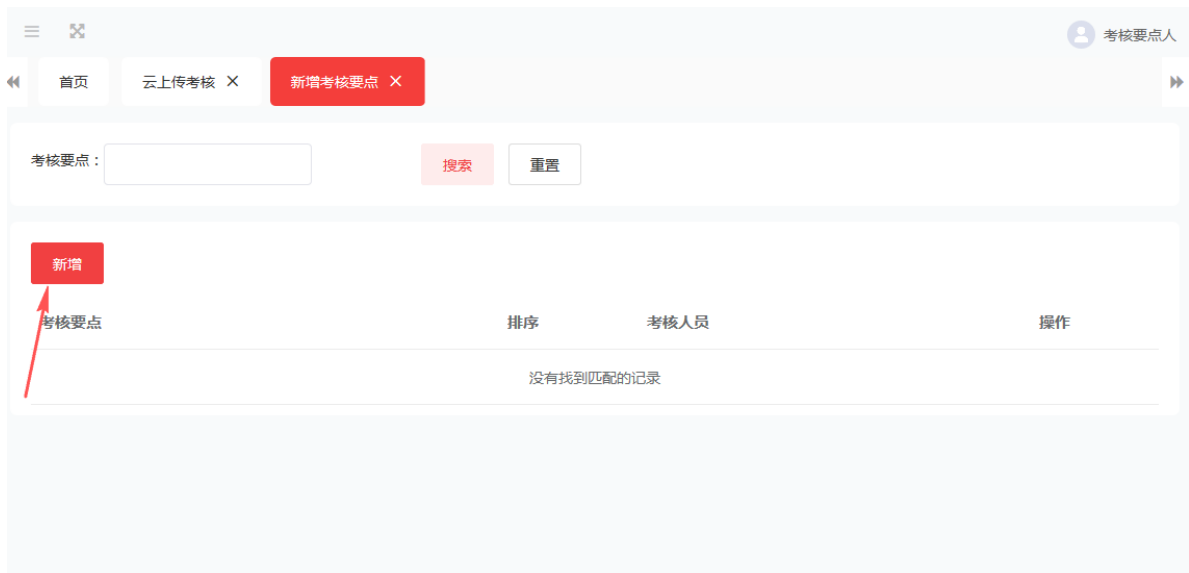 考核要点人
首页 云上传考核 × 新增考核要点 ×
考核要点： 搜索 重置
新增
考核要点 排序 考核人员 操作
没有找到匹配的记录